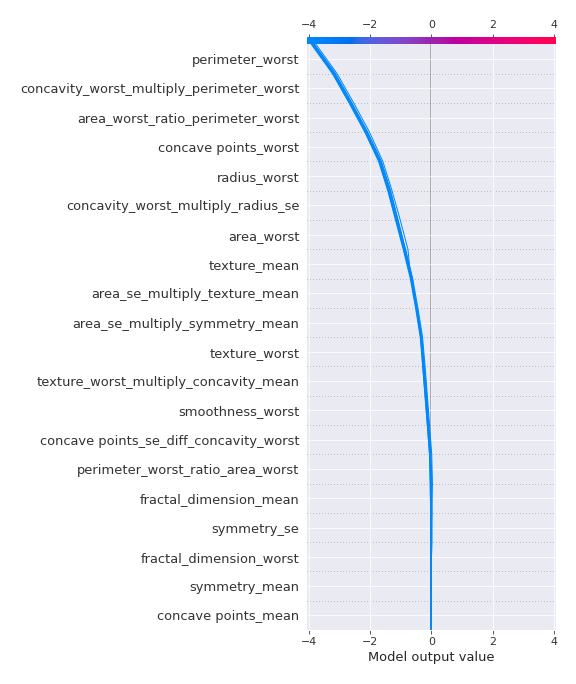 −4 −2 0 2 4
perimeter_worst
concavity_worst_multiply_perimeter_worst
area_worst_ratio_perimeter_worst
concave points_worst
radius_worst
concavity_worst_multiply_radius_se
area_worst
texture_mean
area_se_multiply_texture_mean
area_se_multiply_symmetry_mean
texture_worst
texture_worst_multiply_concavity_mean
smoothness_worst
concave points_se_diff_concavity_worst
perimeter_worst_ratio_area_worst
fractal_dimension_mean
symmetry_se
fractal_dimension_worst
symmetry_mean
concave points_mean
−4 −2 0 2 4
Model output value